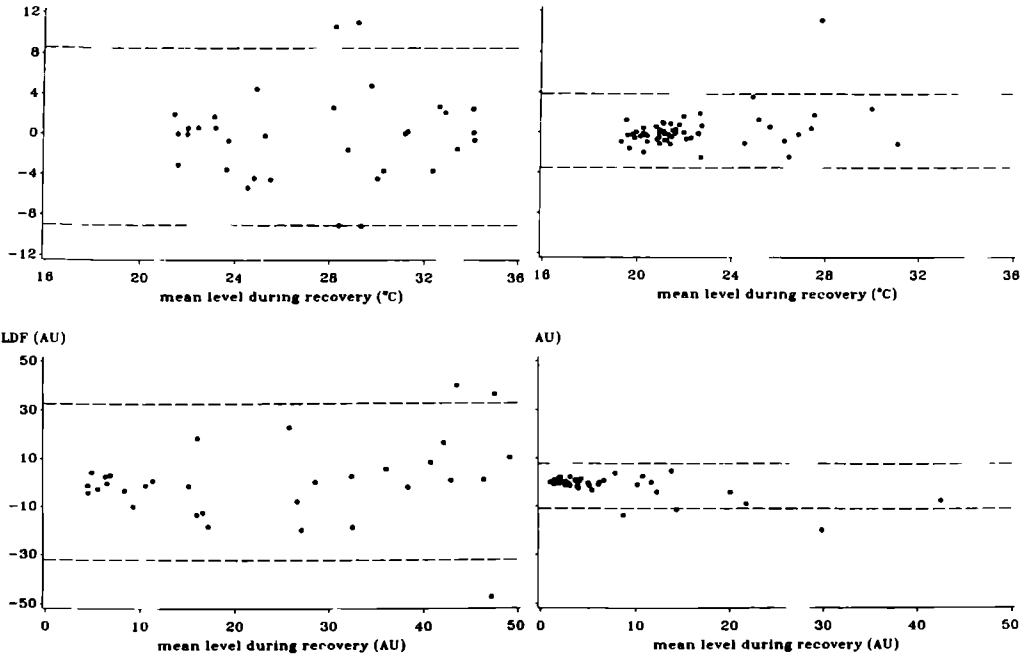 12
8
4
0
-4
-8
-12
16 20 24 28 32 36
mean level during recovery (°C)
16 20 24 28 32 36
mean level during recovery (°C)
LDF (AU)
50
30
10
-10
-30
-50
0 10 20 30 40 50
mean level during recovery (AU)
AU)
0 10 20 30 40 50
mean level during recovery (AU)